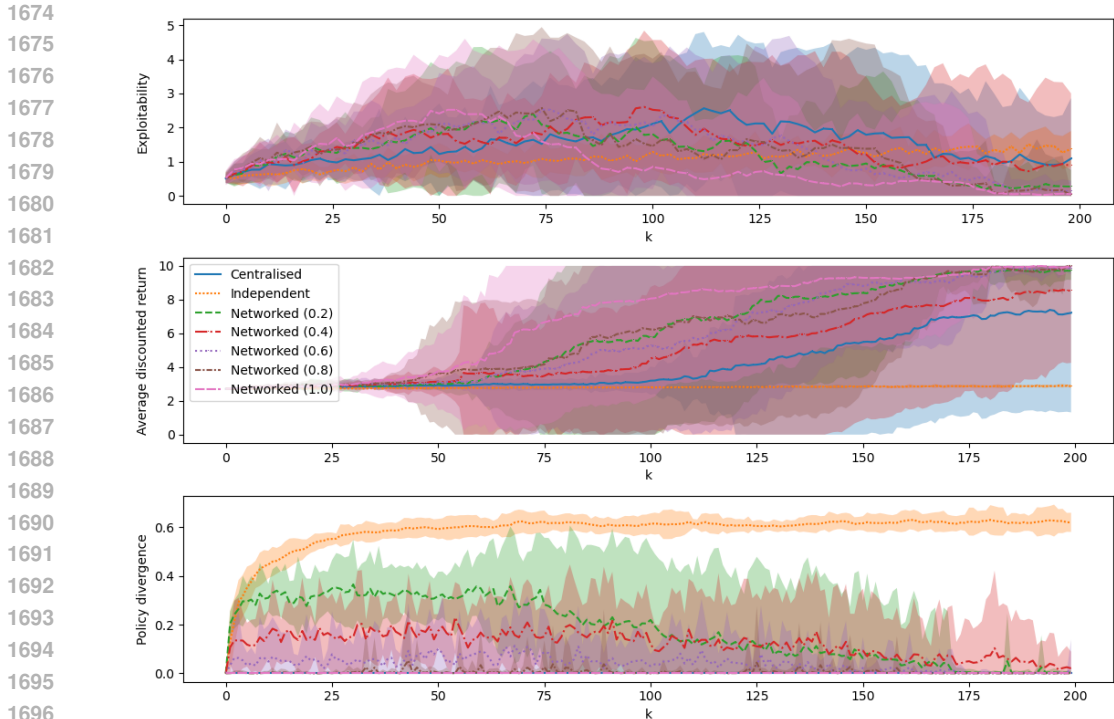 1674
1675
1676
1677
1678
1679
1680
1681
1682
1683
1684
1685
1686
1687
1688
1689
1690
1691
1692
1693
1694
1695
1696
Exploitability
5
4
3
2
1
0
0 25 50 75 100 125 150 175 200
k
Average discounted return
10
8
6
4
2
0
Centralised
Independent
Networked (0.2)
Networked (0.4)
Networked (0.6)
Networked (0.8)
Networked (1.0)
0 25 50 75 100 125 150 175 200
k
Policy divergence
0.6
0.4
0.2
0.0
0 25 50 75 100 125 150 175 200
k